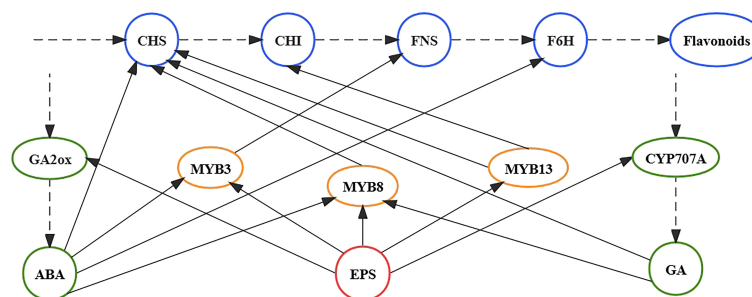 CHS CHI FNS F6H Flavonoids
GA2ox MYB3 MYB8 MYB13 CYP707A
ABA EPS GA